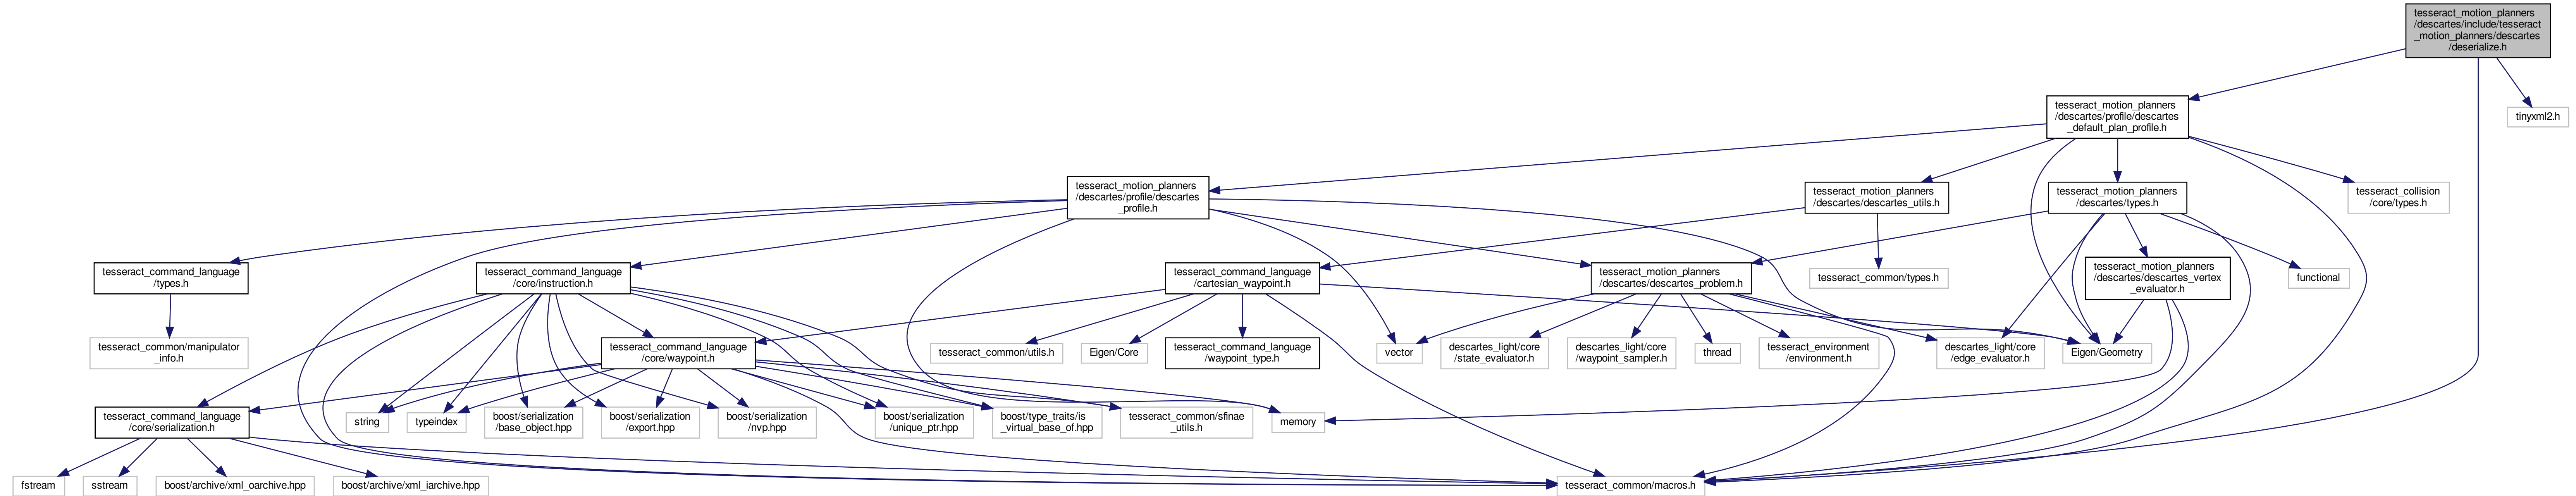 tesseract_motion_planners
/descartes/include/tesseract
_motion_planners/descartes
/deserialize.h
tesseract_motion_planners
/descartes/profile/descartes
_default_plan_profile.h
tinyxml2.h
tesseract_motion_planners
/descartes/profile/descartes
_profile.h
tesseract_motion_planners
/descartes/descartes_utils.h
tesseract_motion_planners
/descartes/types.h
tesseract_collision
/core/types.h
tesseract_command_language
/types.h
tesseract_command_language
/core/instruction.h
tesseract_command_language
/cartesian_waypoint.h
tesseract_motion_planners
/descartes/descartes_problem.h
tesseract_common/types.h
tesseract_motion_planners
/descartes/descartes_vertex
_evaluator.h
functional
tesseract_common/manipulator
_info.h
tesseract_command_language
/core/waypoint.h
tesseract_common/utils.h
Eigen/Core
tesseract_command_language
/waypoint_type.h
vector
descartes_light/core
/state_evaluator.h
descartes_light/core
/waypoint_sampler.h
thread
tesseract_environment
/environment.h
descartes_light/core
/edge_evaluator.h
Eigen/Geometry
tesseract_command_language
/core/serialization.h
string
typeindex
boost/serialization
/base_object.hpp
boost/serialization
/export.hpp
boost/serialization
/nvp.hpp
boost/serialization
/unique_ptr.hpp
boost/type_traits/is
_virtual_base_of.hpp
tesseract_common/sfinae
_utils.h
memory
fstream
sstream
boost/archive/xml_oarchive.hpp
boost/archive/xml_iarchive.hpp
tesseract_common/macros.h